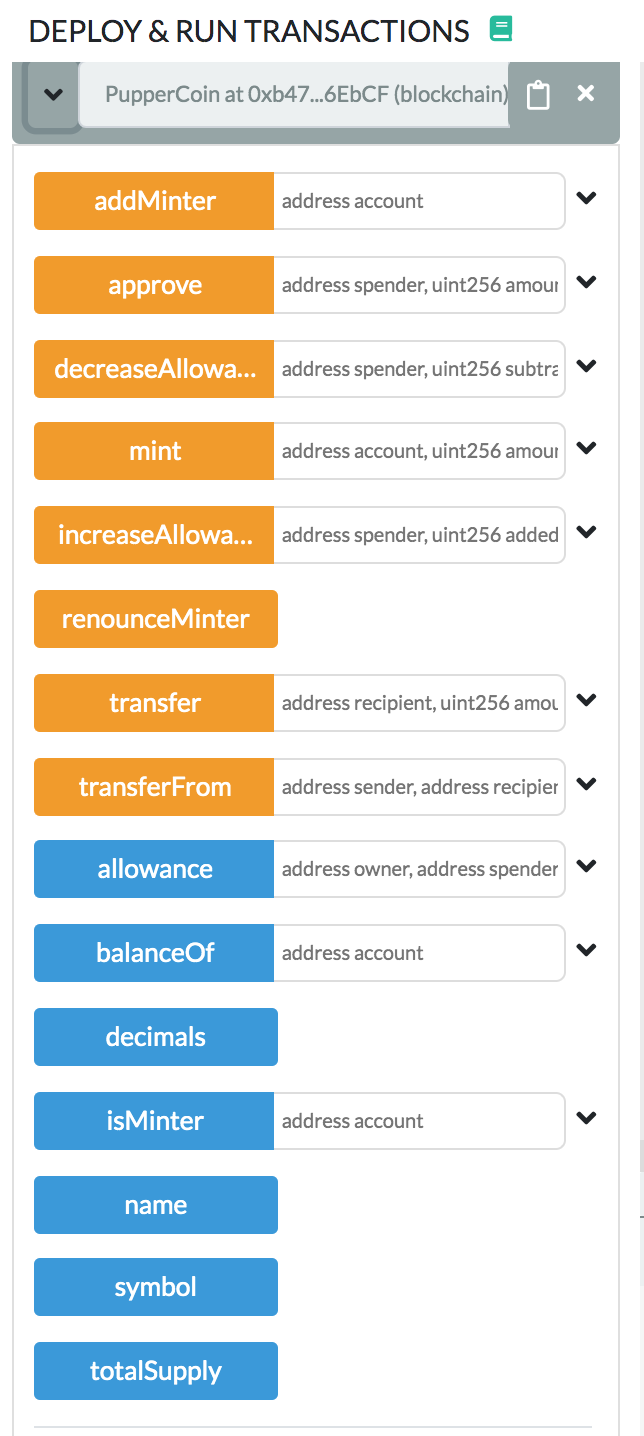 DEPLOY & RUN TRANSACTIONS
PupperCoin at 0xb47...6EbCF (blockchain)
addMinter address account
approve address spender, uint256 amour
decreaseAllowa... address spender, uint256 subtra
mint address account, uint256 amour
increaseAllowa... address spender, uint256 added
renounceMinter
transfer address recipient, uint256 amou
transferFrom address sender, address recipier
allowance address owner, address spender
balanceOf address account
decimals
isMinter address account
name
symbol
totalSupply